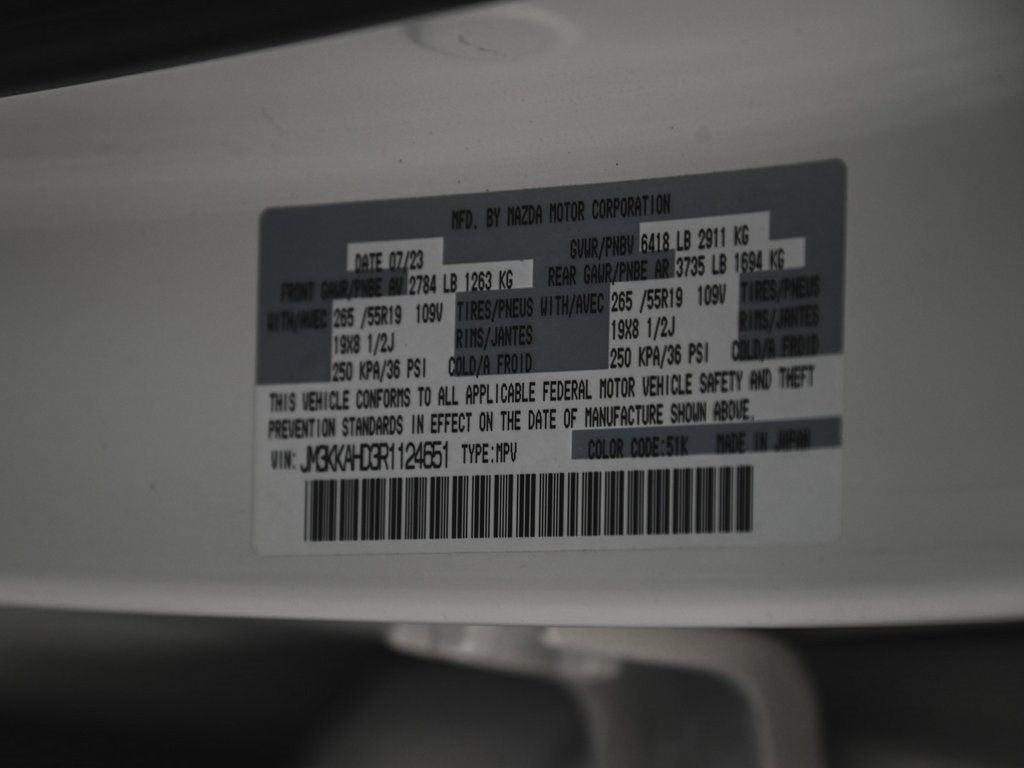 MFD. BY MAZDA MOTOR CORPORATION
DATE 07/23 GVWR/PNBV 6418 LB 2911 KG
FRONT GAWR/PNBE AV 2784 LB 1263 KG REAR GAWR/PNBE AR 3735 LB 1694 KG
WITH/AVEC 265 /55R19 109V TIRES/PNEUS WITH/AVEC 265 /55R19 109V TIRES/PNEUS
19X8 1/2J RIMS/JANTES 19X8 1/2J RIMS/JANTES
250 KPA/36 PSI COLD/A FROID 250 KPA/36 PSI COLD/A FROID
THIS VEHICLE CONFORMS TO ALL APPLICABLE FEDERAL MOTOR VEHICLE SAFETY AND THEFT
PREVENTION STANDARDS IN EFFECT ON THE DATE OF MANUFACTURE SHOWN ABOVE.
VIN: JM3KKAHD3R1124651 TYPE:MPV COLOR CODE:51K MADE IN JAPAN